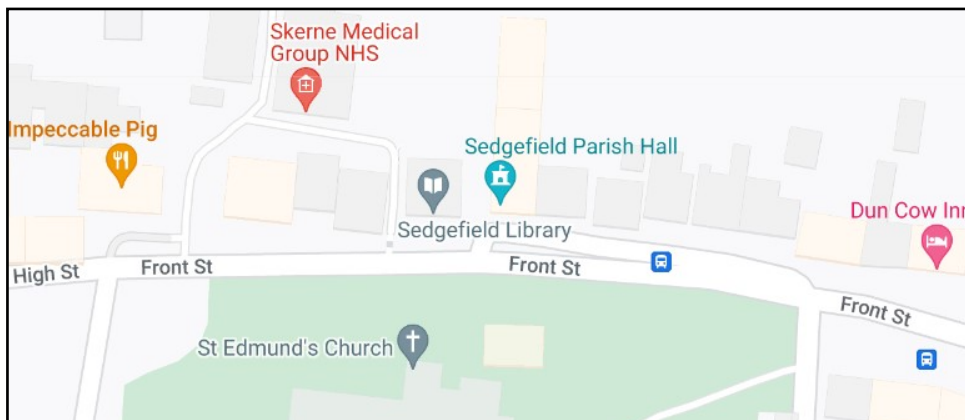 Skerne Medical
Group NHS
Impeccable Pig
Sedgefield Parish Hall
Dun Cow Inn
Sedgefield Library
High St
Front St
Front St
Front St
St Edmund's Church